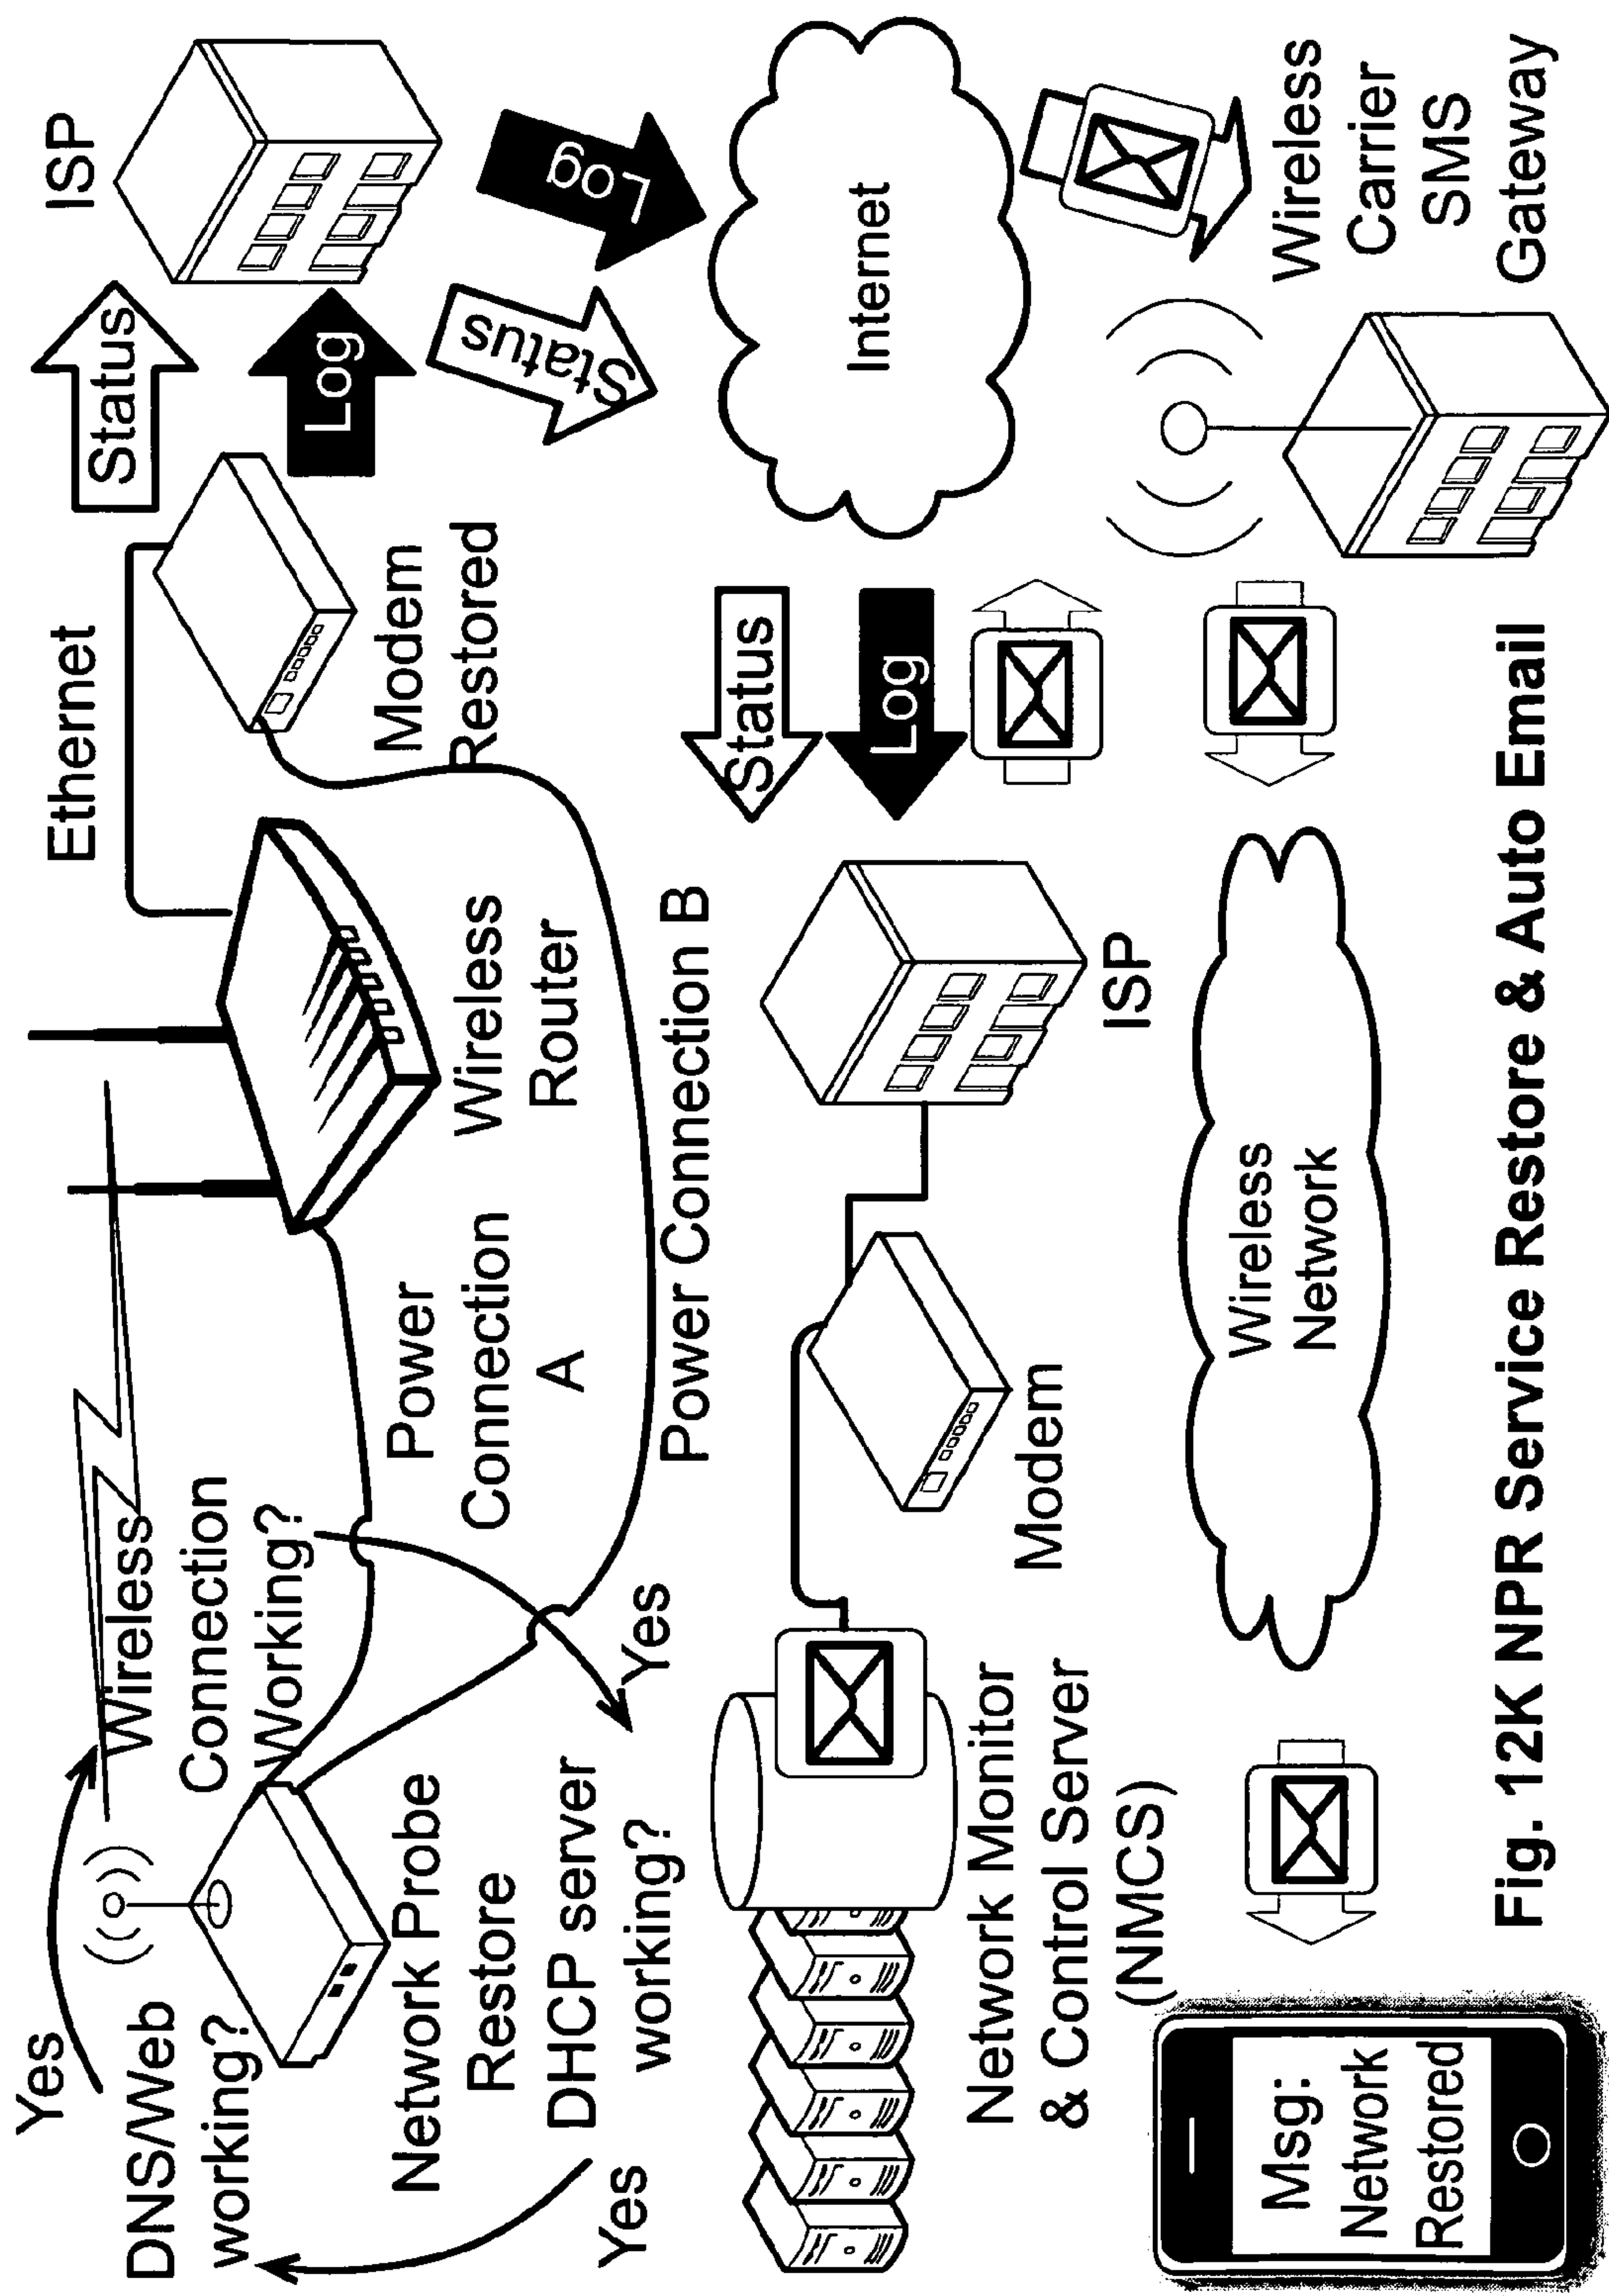 Yes
DNS/Web
working?
Wireless
Connection
Working?
Ethernet
Status
ISP
Log
Network Probe
Restore
DHCP server
working?
Yes
Yes
Power
Connection
A
Wireless
Router
Modem
Restored
Status
Log
Power Connection B
Network Monitor
& Control Server
(NMCS)
Modem
ISP
Status
Log
Internet
Msg:
Network
Restored
Wireless
Network
Wireless
Carrier
SMS
Gateway
Fig. 12K NPR Service Restore & Auto Email